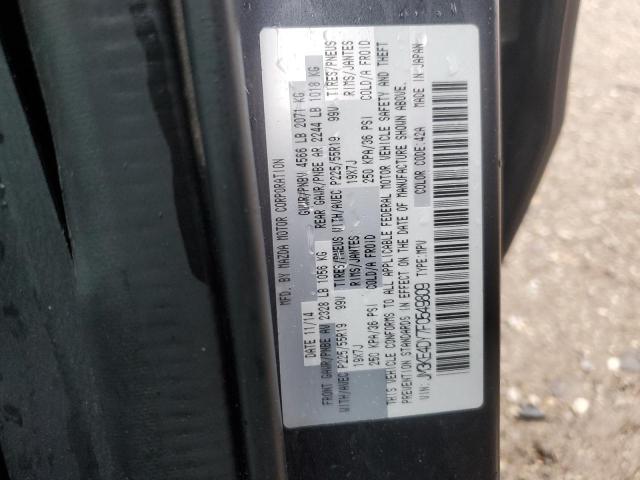 MFD. BY MAZDA MOTOR CORPORATION
DATE 11/14 GVWR/PNBV 4566 LB 2071 KG
FRONT GAWR/PNBE AV 2328 LB 1056 KG REAR GAWR/PNBE AR 2244 LB 1018 KG
TIRES/PNEUS TIRES/PNEUS
WITH/AVEC P225/55R19 99V RIMS/JANTES WITH/AVEC P225/55R19 99V RIMS/JANTES
19X7J COLD/A FROID 19X7J COLD/A FROID
250 KPA/36 PSI 250 KPA/36 PSI
THIS VEHICLE CONFORMS TO ALL APPLICABLE FEDERAL MOTOR VEHICLE SAFETY AND THEFT
PREVENTION STANDARDS IN EFFECT ON THE DATE OF MANUFACTURE SHOWN ABOVE.
VIN: JM3KE4DY7F0549809 TYPE: MPV COLOR CODE: 42A MADE IN JAPAN